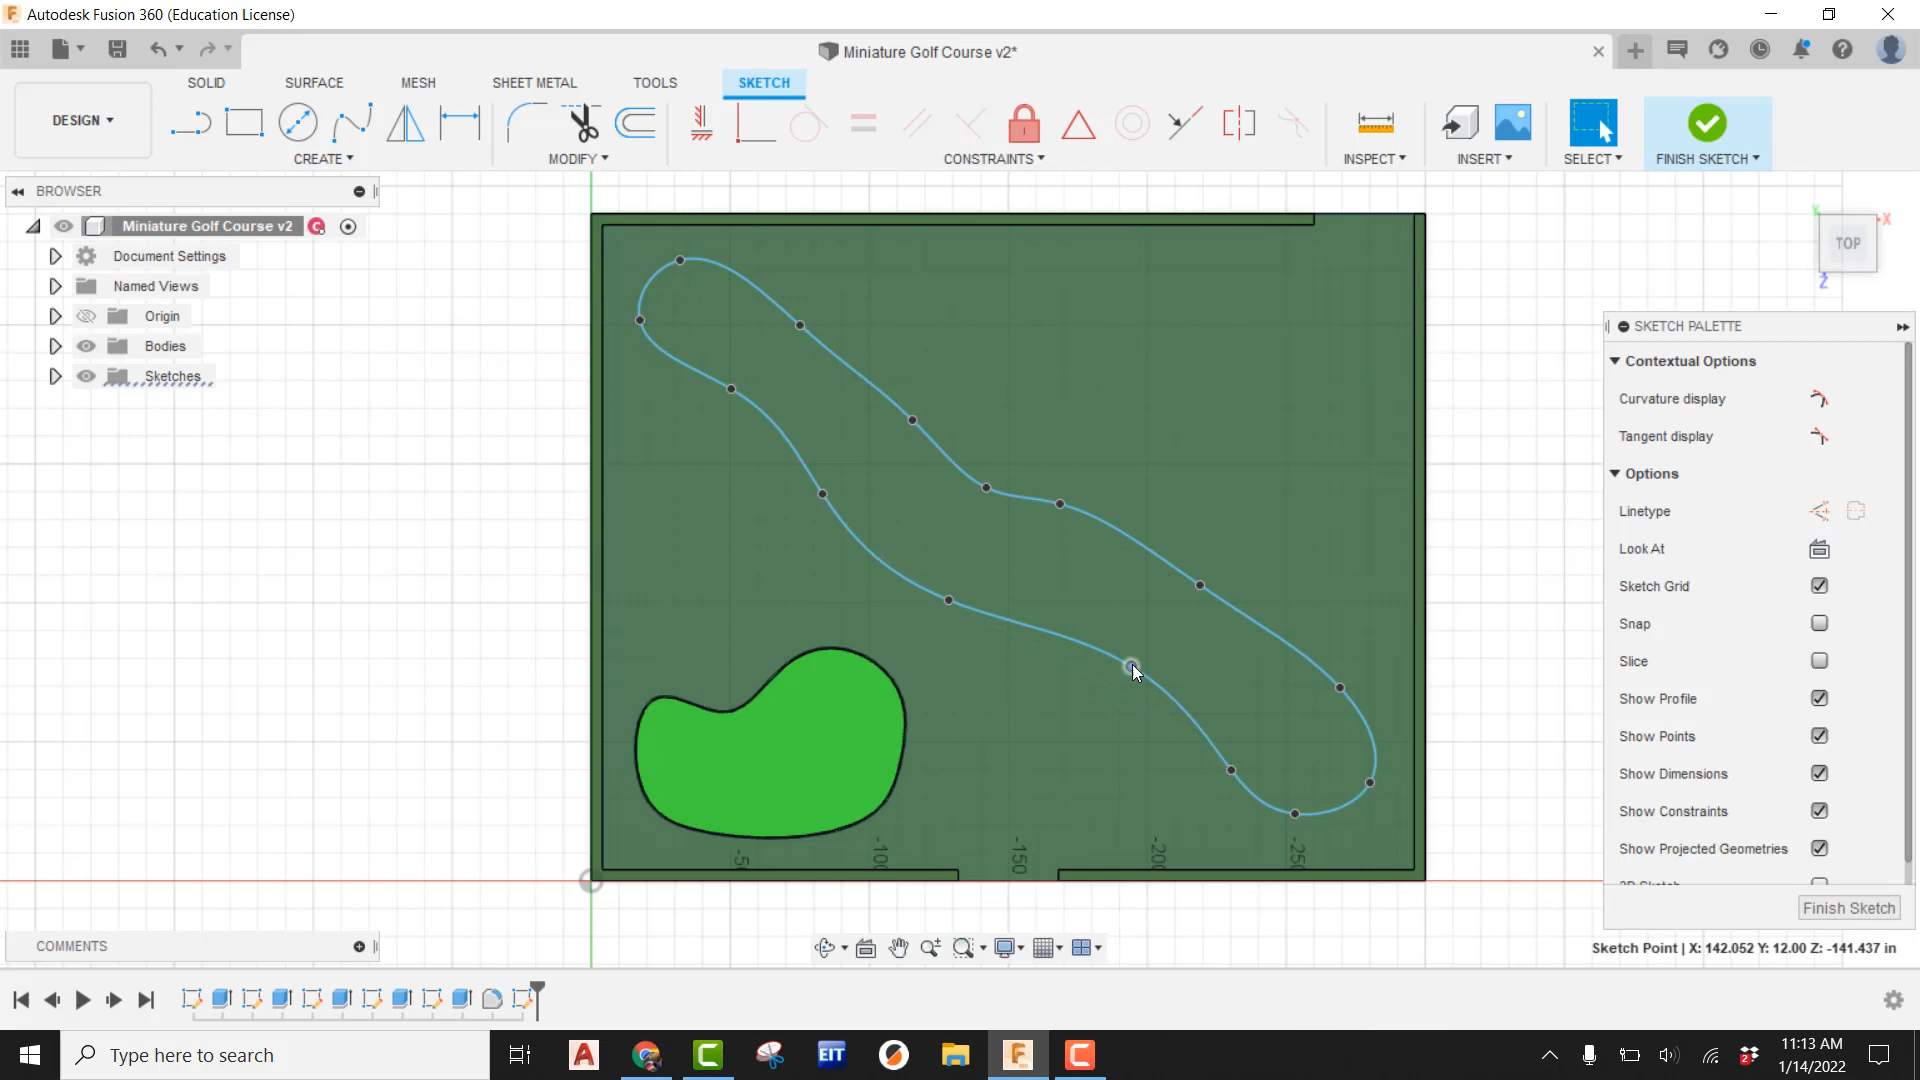 Autodesk Fusion 360 (Education License)
Miniature Golf Course v2*
SOLID SURFACE MESH SHEET METAL TOOLS SKETCH
DESIGN
CREATE MODIFY CONSTRAINTS INSPECT INSERT SELECT FINISH SKETCH
BROWSER
Miniature Golf Course v2
Document Settings
Named Views
Origin
Bodies
Sketches
TOP
X
Y
Z
SKETCH PALETTE
Contextual Options
Curvature display
Tangent display
Options
Linetype
Look At
Sketch Grid
Snap
Slice
Show Profile
Show Points
Show Dimensions
Show Constraints
Show Projected Geometries
Finish Sketch
-50
-100
-150
-200
-250
COMMENTS
Sketch Point | X: 142.052 Y: 12.00 Z: -141.437 in
Type here to search
EIT
11:13 AM
1/14/2022